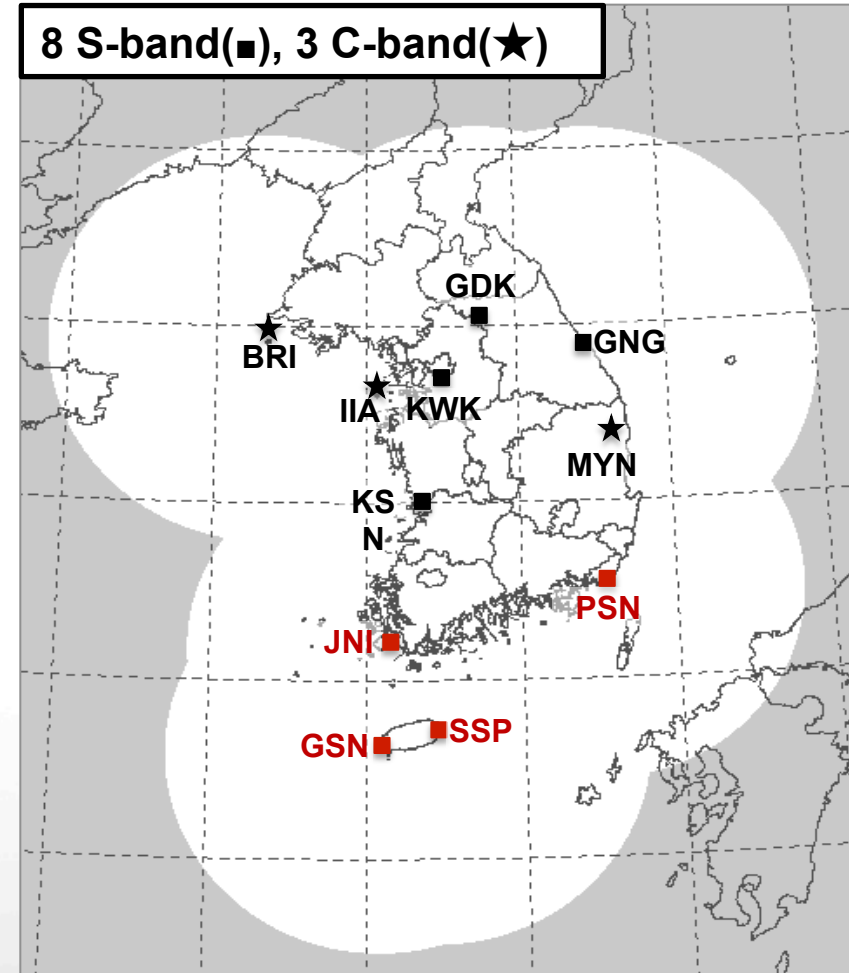 8 S-band(■), 3 C-band(★)
GDK
GNG
BRI
IIA
KWK
MYN
KS
N
PSN
JNI
SSP
GSN